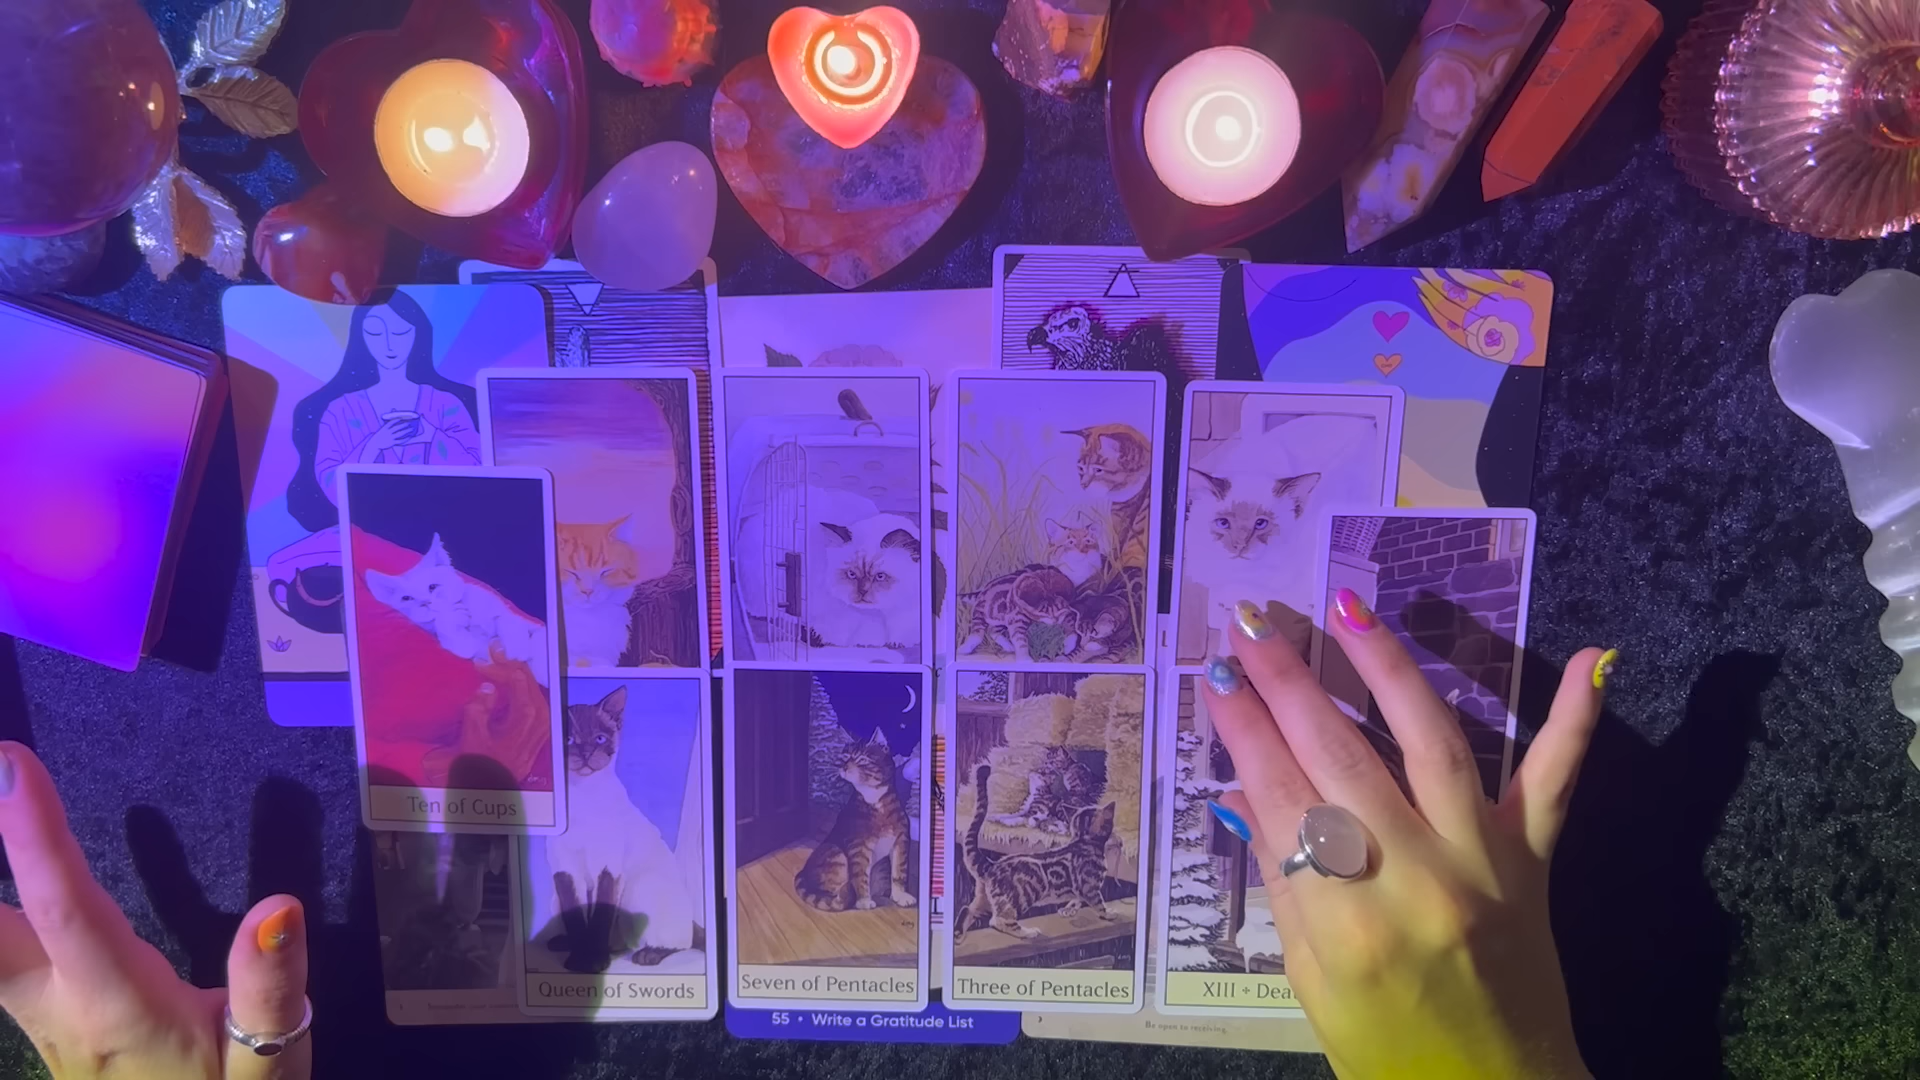 Ten of Cups
Queen of Swords
Seven of Pentacles
Three of Pentacles
XIII + Dea
55 • Write a Gratitude List
Be open to receiving.